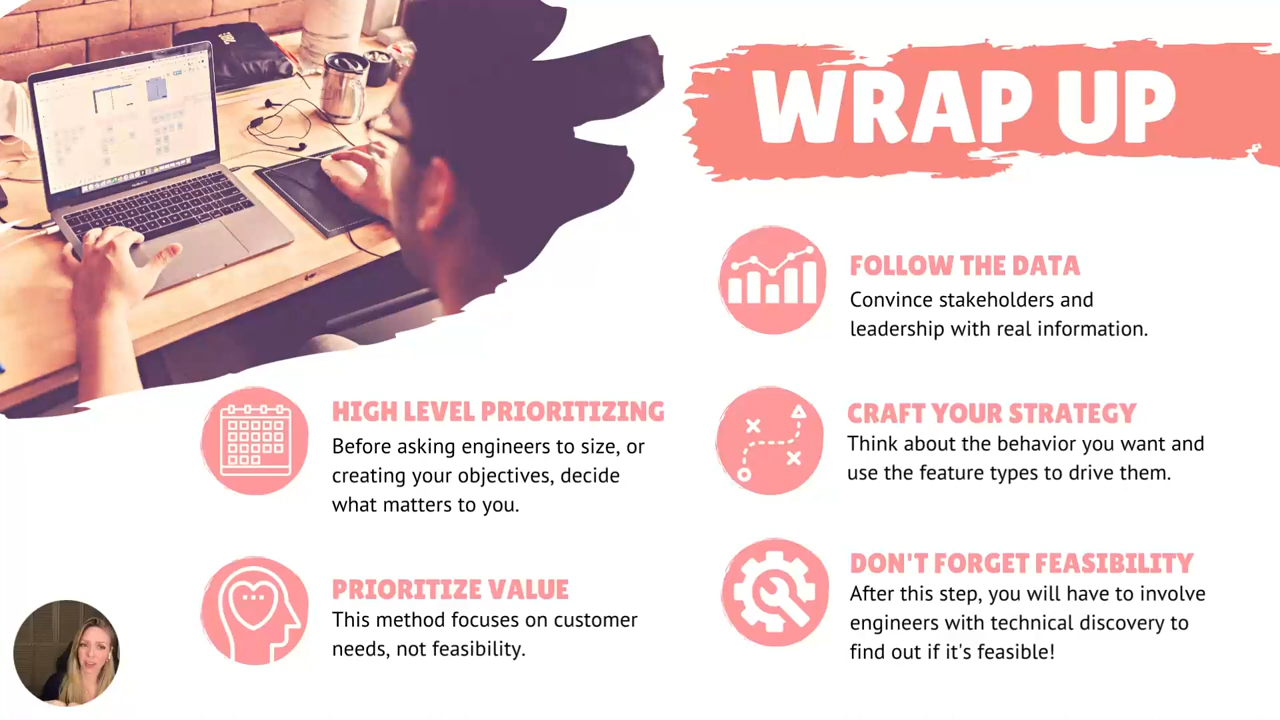 WRAP UP
HIGH LEVEL PRIORITIZING
Before asking engineers to size, or
creating your objectives, decide
what matters to you.
PRIORITIZE VALUE
This method focuses on customer
needs, not feasibility.
FOLLOW THE DATA
Convince stakeholders and
leadership with real information.
CRAFT YOUR STRATEGY
Think about the behavior you want and
use the feature types to drive them.
DON'T FORGET FEASIBILITY
After this step, you will have to involve
engineers with technical discovery to
find out if it's feasible!